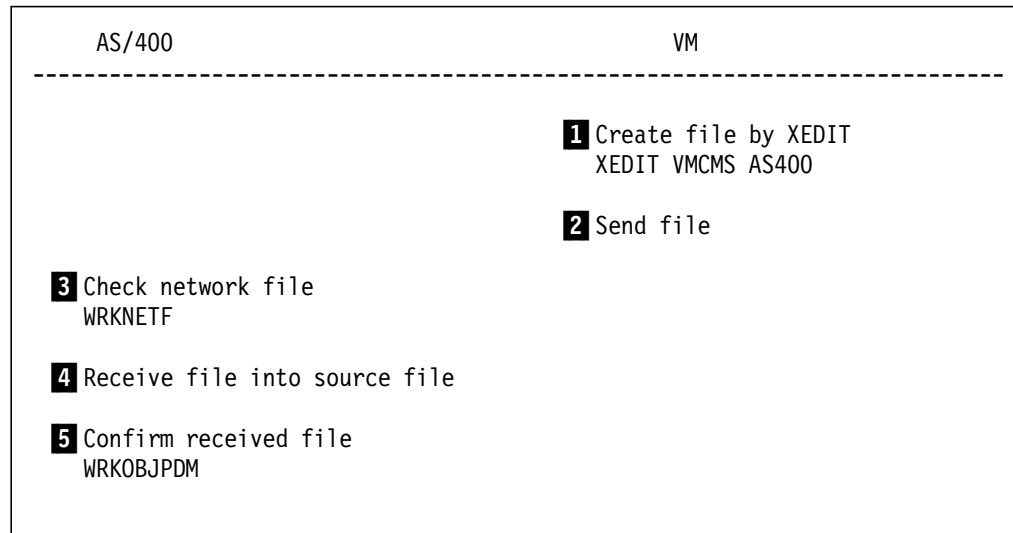 AS/400 VM
--------------------------------------------------------------------------
1 Create file by XEDIT
XEDIT VMCMS AS400
2 Send file
3 Check network file
WRKNETF
4 Receive file into source file
5 Confirm received file
WRKOBJPDM